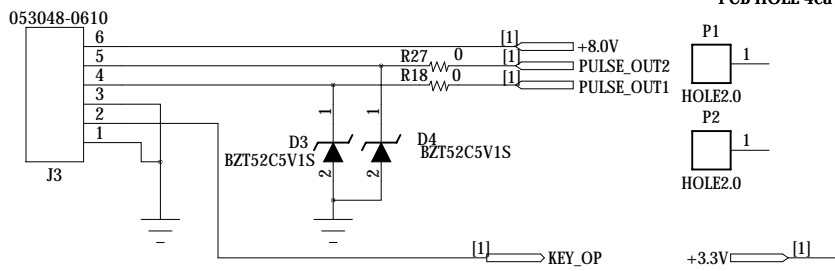 PCB HOLE 4ea
053048-0610
6
5
4
3
2
1
J3
[1]
+8.0V
R27
0
[1]
PULSE_OUT2
R18
0
[1]
PULSE_OUT1
1
1
D3
BZT52C5V1S
D4
BZT52C5V1S
2
2
[1]
KEY_OP
P1
1
HOLE2.0
P2
1
HOLE2.0
+3.3V
[1]